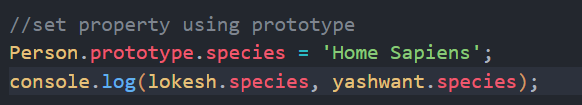 //set property using prototype
Person.prototype.species = 'Home Sapiens';
console.log(lokesh.species, yashwant.species);